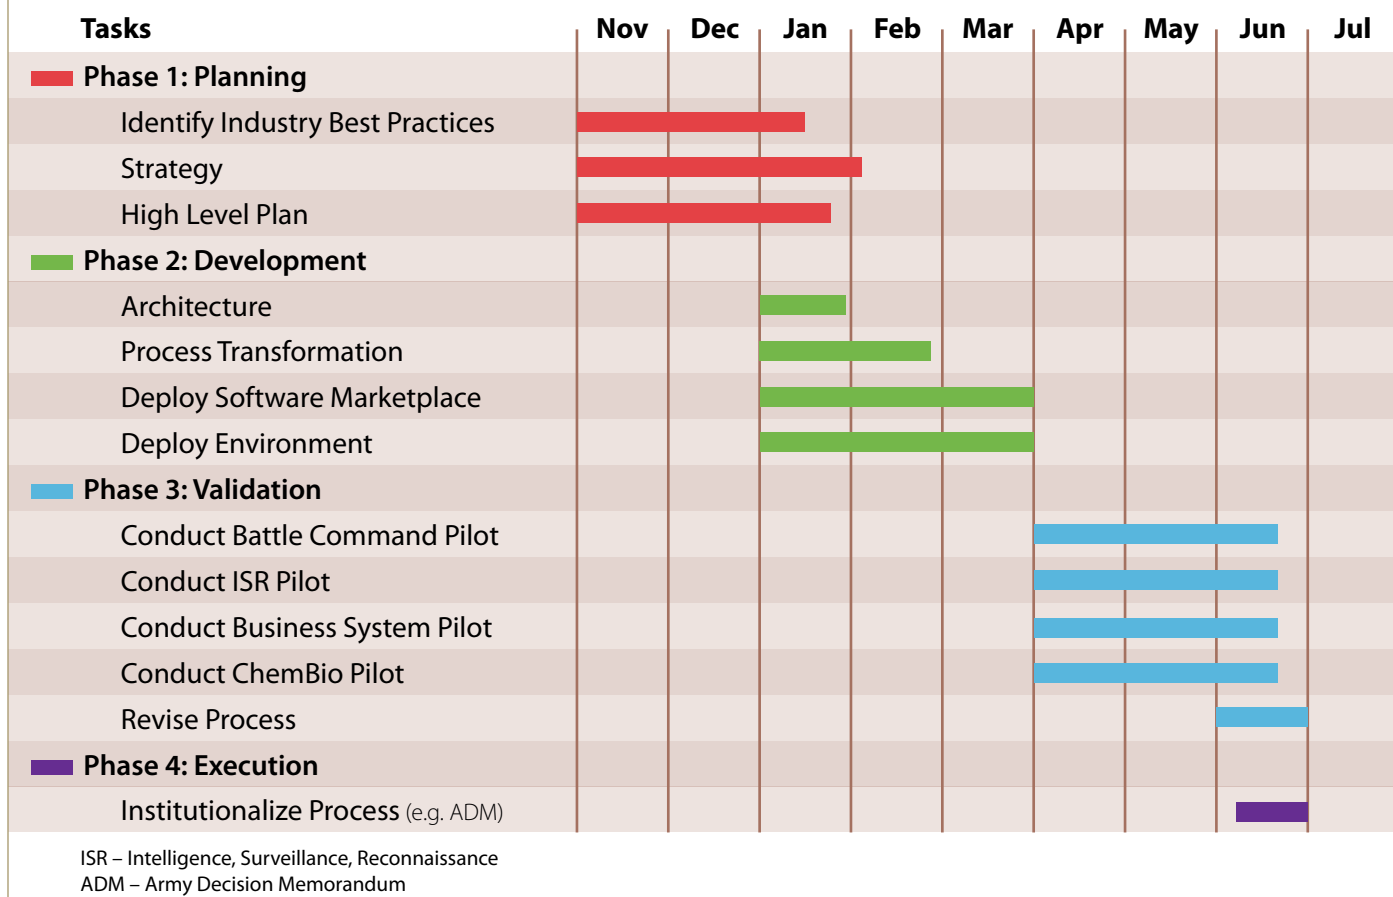 Tasks Nov Dec Jan Feb Mar Apr May Jun Jul
Phase 1: Planning
Identify Industry Best Practices
Strategy
High Level Plan
Phase 2: Development
Architecture
Process Transformation
Deploy Software Marketplace
Deploy Environment
Phase 3: Validation
Conduct Battle Command Pilot
Conduct ISR Pilot
Conduct Business System Pilot
Conduct ChemBio Pilot
Revise Process
Phase 4: Execution
Institutionalize Process (e.g. ADM)
ISR – Intelligence, Surveillance, Reconnaissance
ADM – Army Decision Memorandum